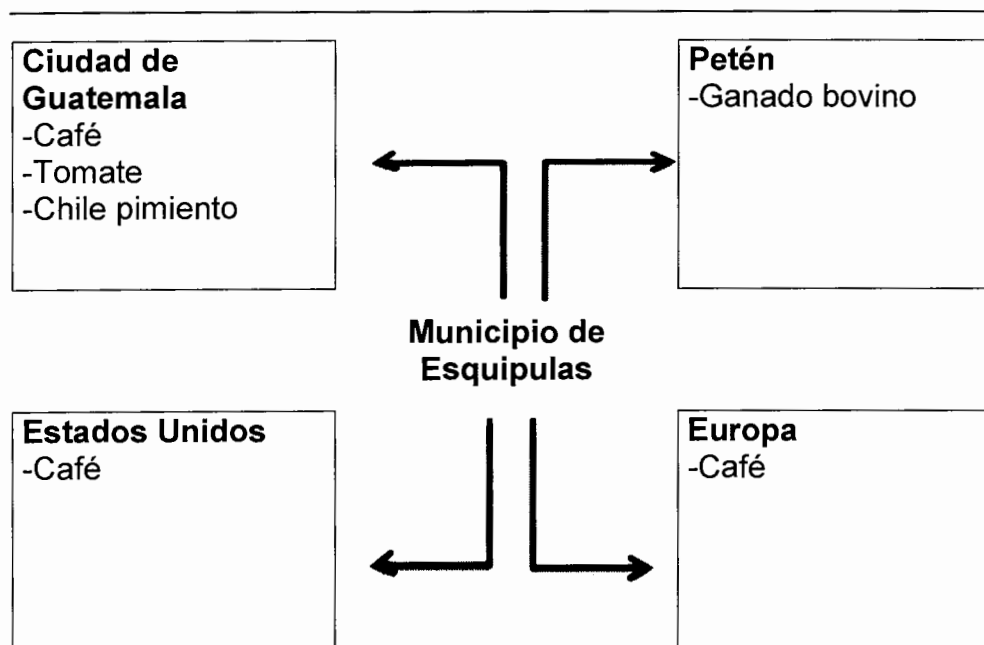 Ciudad de
Guatemala
-Café
-Tomate
-Chile pimiento
Petén
-Ganado bovino
Municipio de
Esquipulas
Estados Unidos
-Café
Europa
-Café